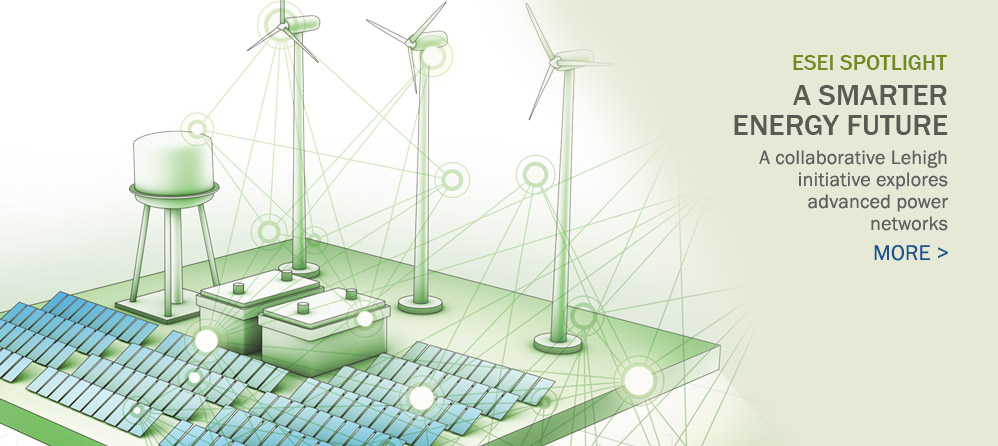 ESEI SPOTLIGHT
A SMARTER
ENERGY FUTURE
A collaborative Lehigh
initiative explores
advanced power
networks
MORE >